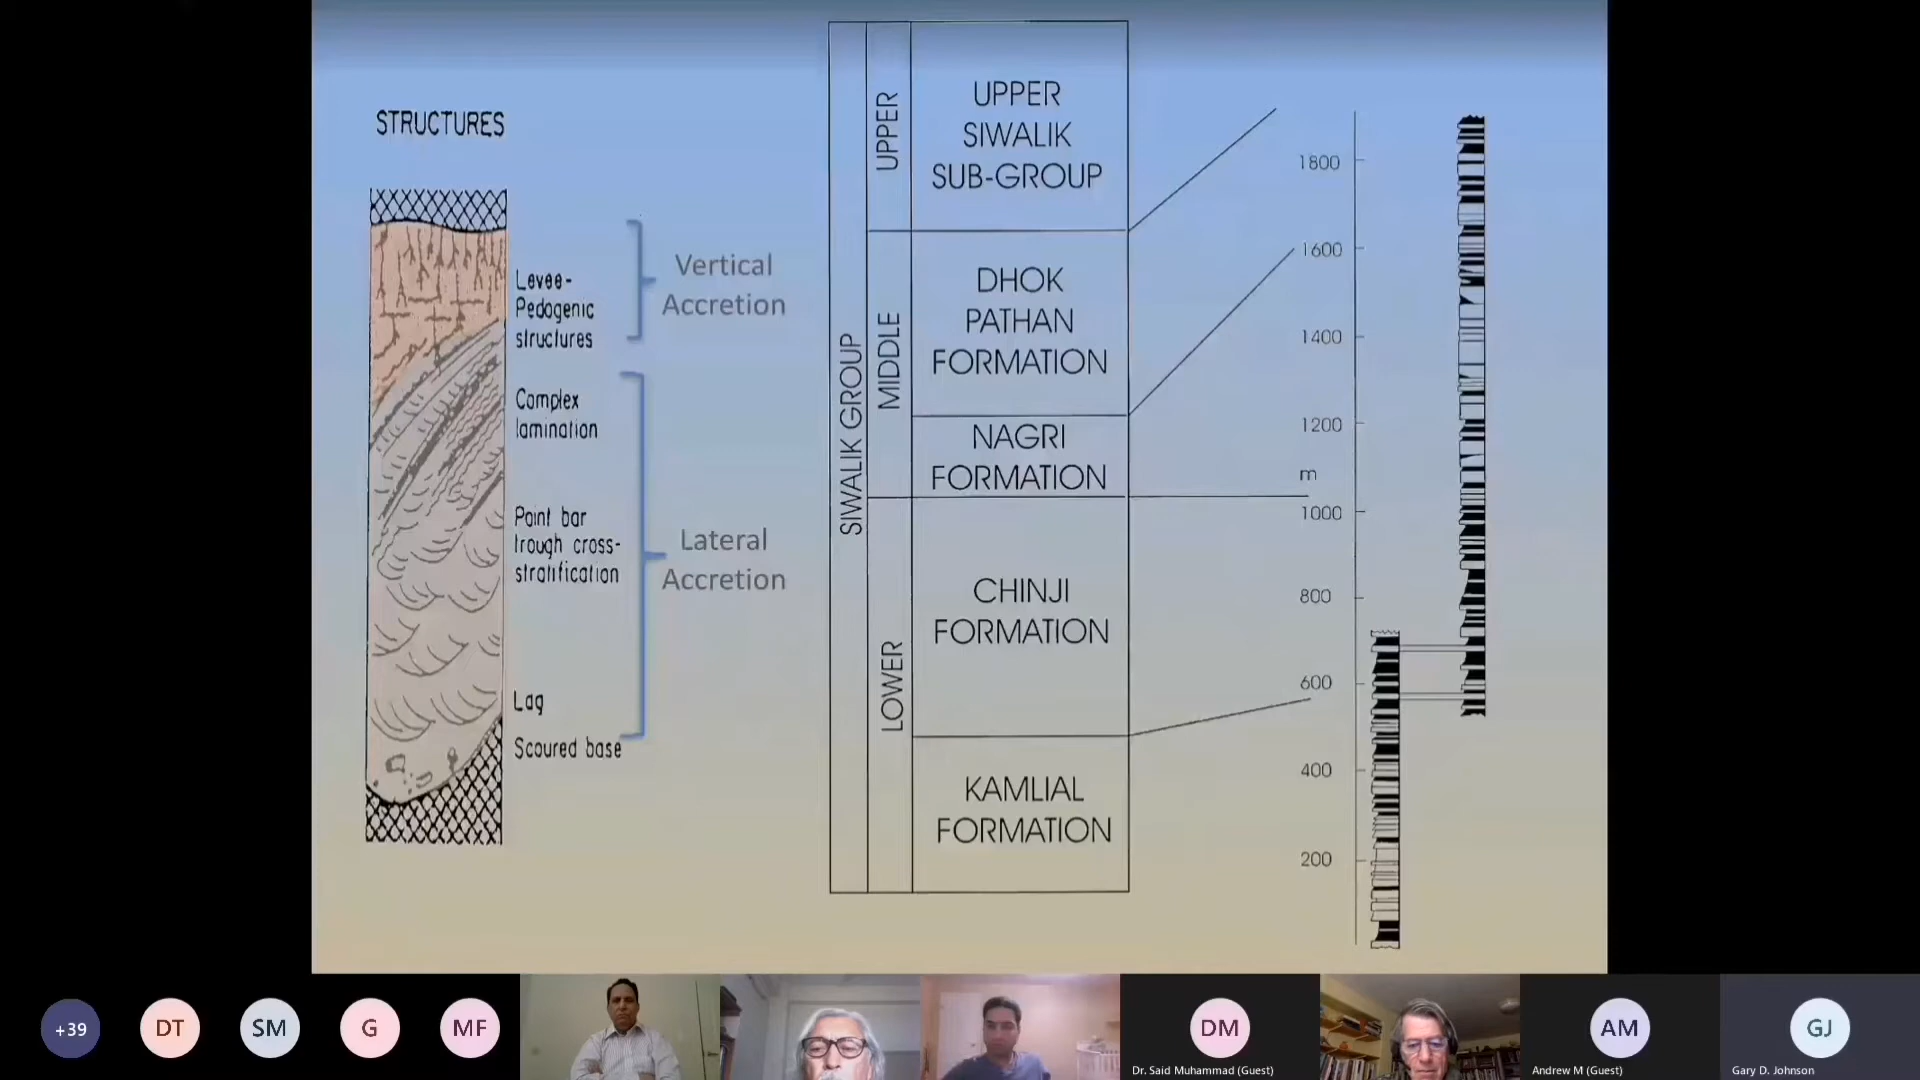 STRUCTURES
Levee-
Pedogenic
structures
Complex
lamination
Point bar
trough cross-
stratification
Lag
Scoured base
Vertical
Accretion
Lateral
Accretion
SIWALIK GROUP
UPPER
MIDDLE
LOWER
UPPER
SIWALIK
SUB-GROUP
DHOK
PATHAN
FORMATION
NAGRI
FORMATION
CHINJI
FORMATION
KAMLIAL
FORMATION
1800
1600
1400
1200
m
1000
800
600
400
200
+39
DT
SM
G
MF
DM
Dr. Said Muhammad (Guest)
AM
Andrew M (Guest)
GJ
Gary D. Johnson